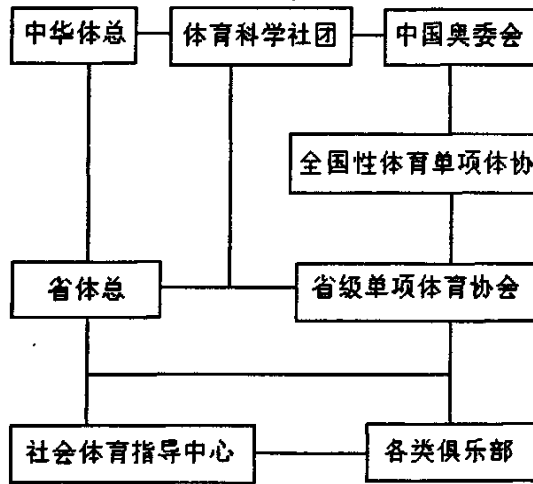 中华体总
体育科学社团
中国奥委会
全国性体育单项体协
省体总
省级单项体育协会
社会体育指导中心
各类俱乐部